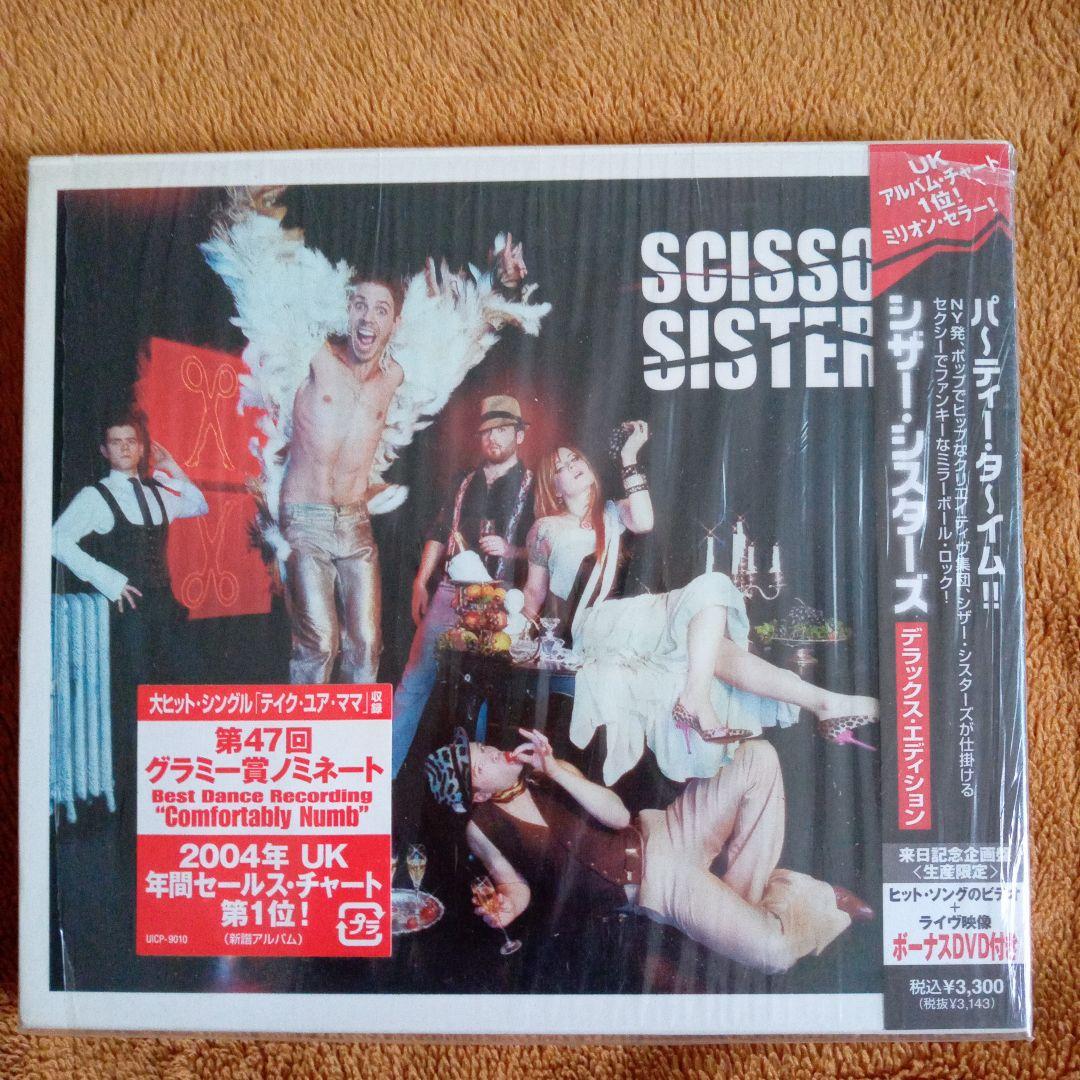 SCISSO
SISTER
UK
アルバム・チャート
1位!
ミリオン・セラー!
パ〜ティー・タ〜イム!!
NY発、ポップでヒップなクリエイティヴ集団、シザー・シスターズが仕掛ける
セクシーでファンキーなミラーボール・ロック!
シザー・シスターズ
デラックス・エディション
来日記念企画盤
〈生産限定〉
ヒット・ソングのビデオ
+
ライヴ映像
ボーナスDVD付き
税込¥3,300
(税抜¥3,143)
大ヒット・シングル「テイク・ユア・ママ」収録
第47回
グラミー賞ノミネート
Best Dance Recording
"Comfortably Numb"
2004年 UK
年間セールス・チャート
第1位!
(新譜アルバム)
UICP-9010
プラ